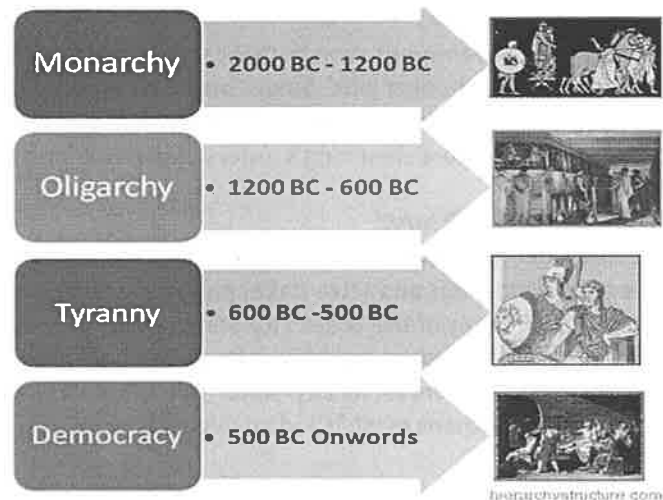 Monarchy
• 2000 BC - 1200 BC
Oligarchy
• 1200 BC - 600 BC
Tyranny
• 600 BC -500 BC
Democracy
• 500 BC Onwords
hierarchystructure.com